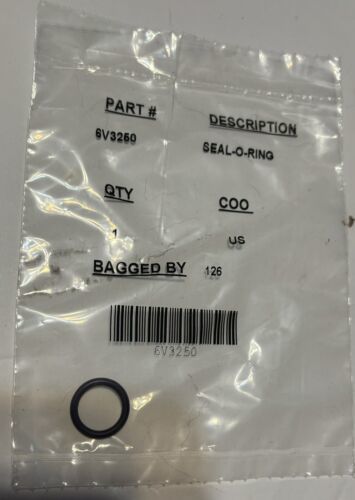 PART #
DESCRIPTION
6V3250
SEAL-O-RING
QTY
COO
1
US
BAGGED BY
126
6V3250